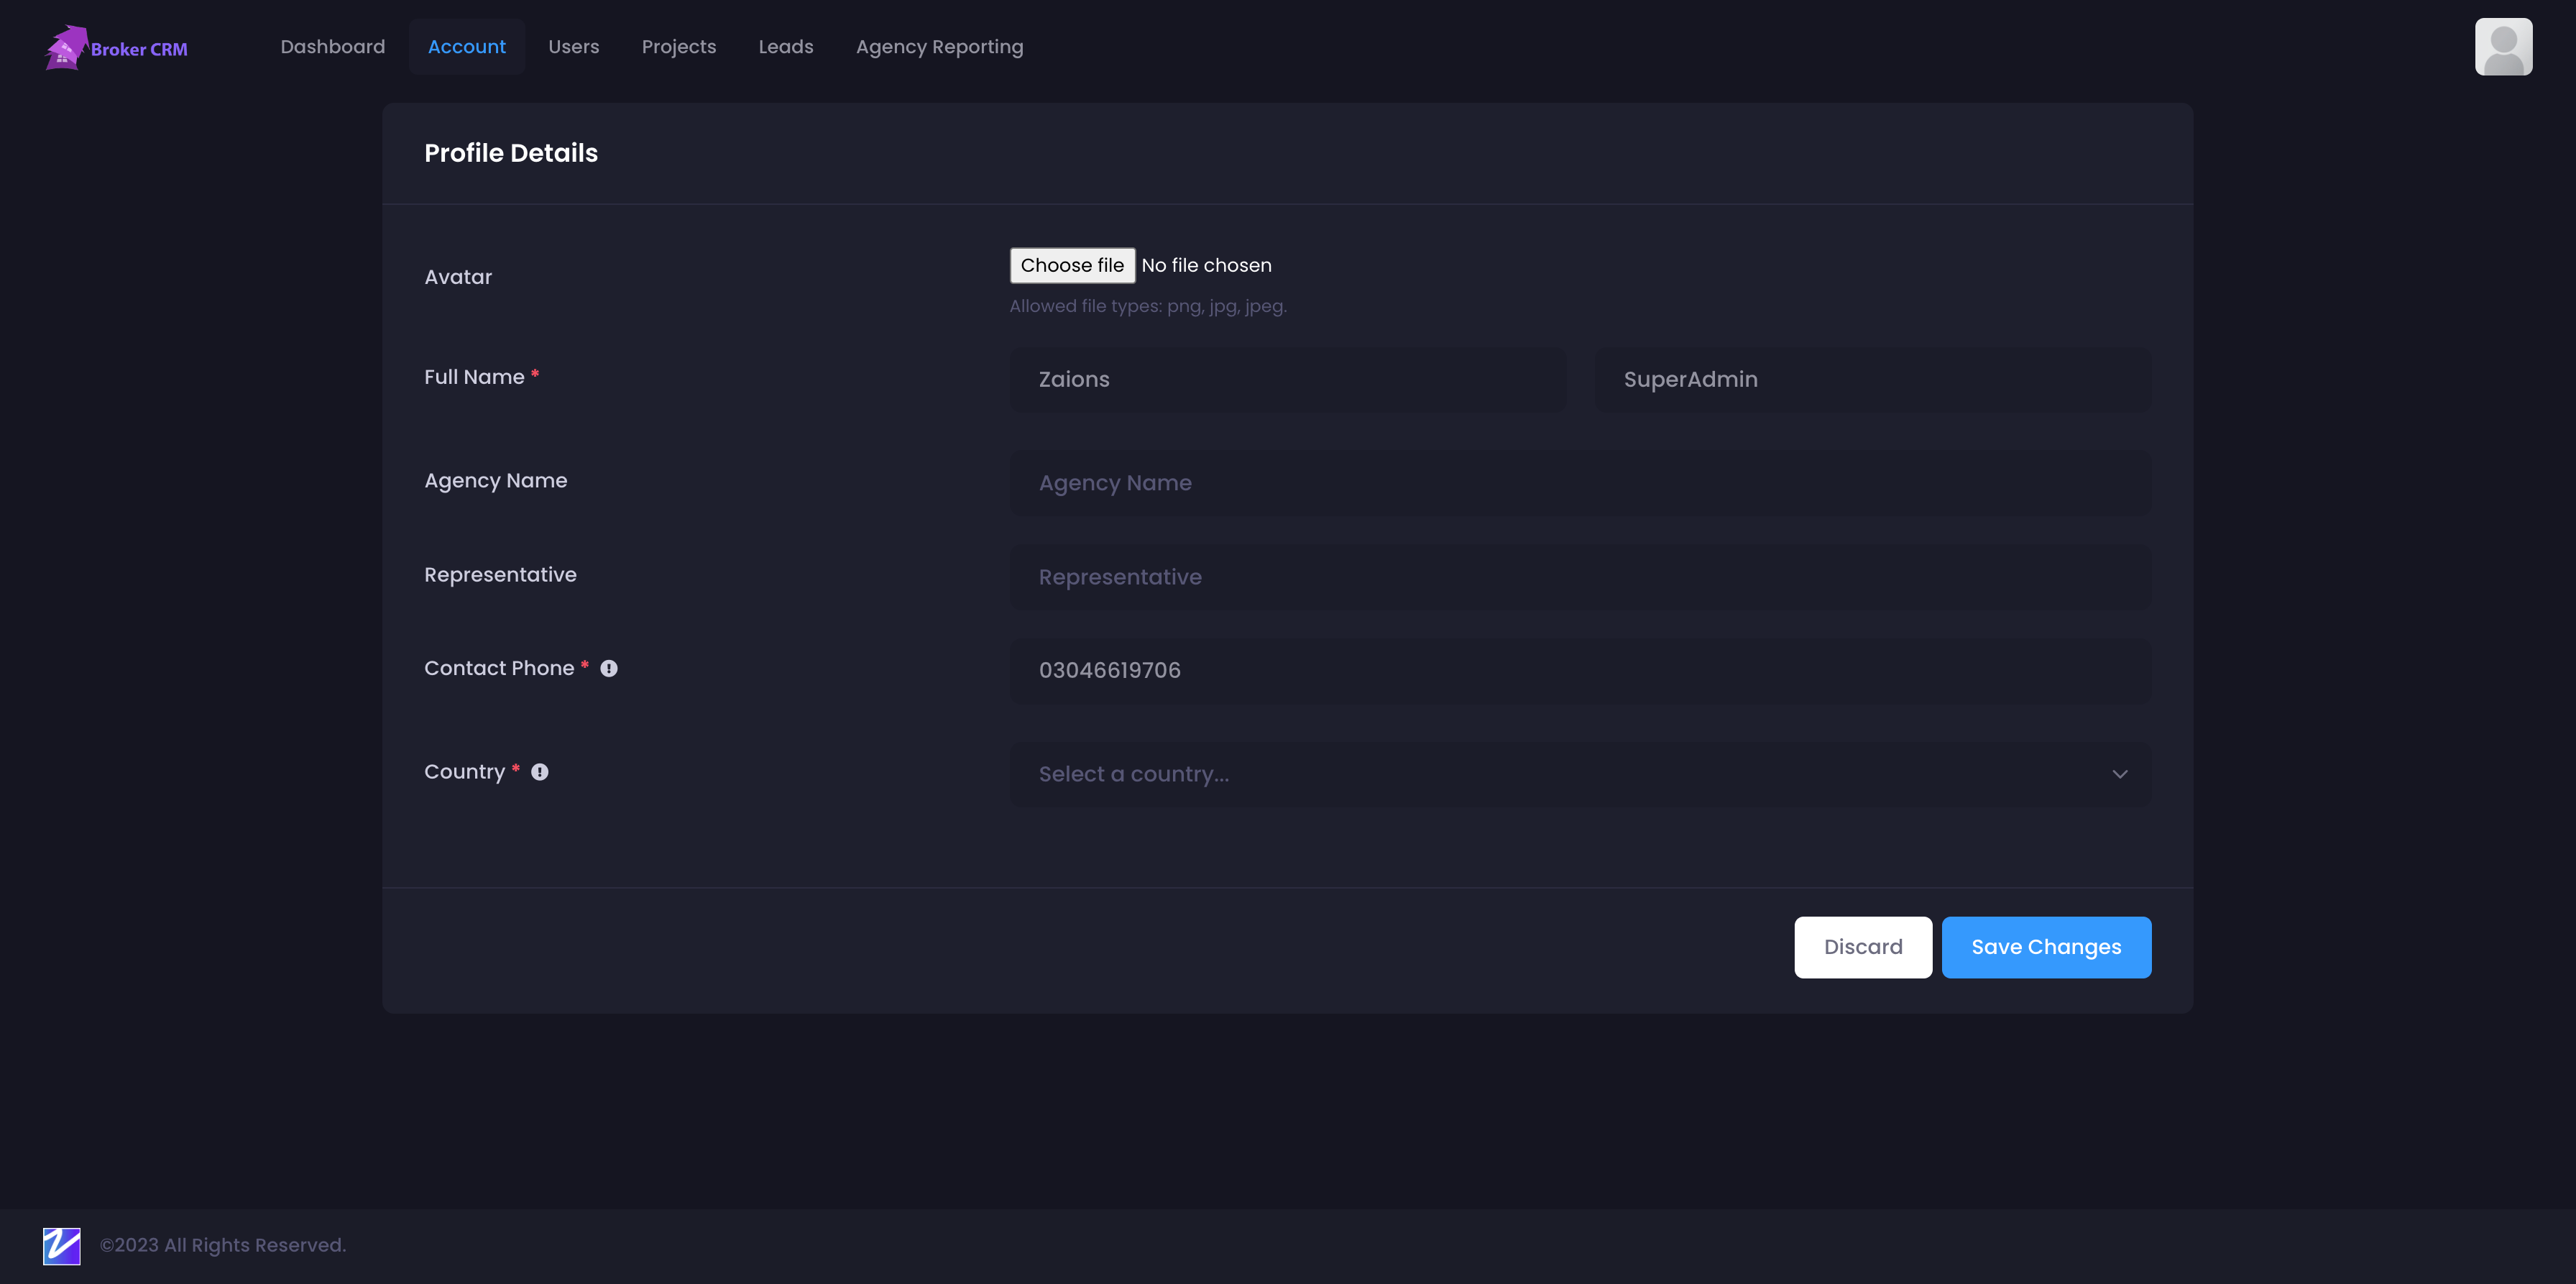 Broker CRM
Dashboard Account Users Projects Leads Agency Reporting
Profile Details
Avatar
Choose file No file chosen
Allowed file types: png, jpg, jpeg.
Full Name * Zaions SuperAdmin
Agency Name Agency Name
Representative Representative
Contact Phone * 03046619706
Country * Select a country...
Discard Save Changes
©2023 All Rights Reserved.